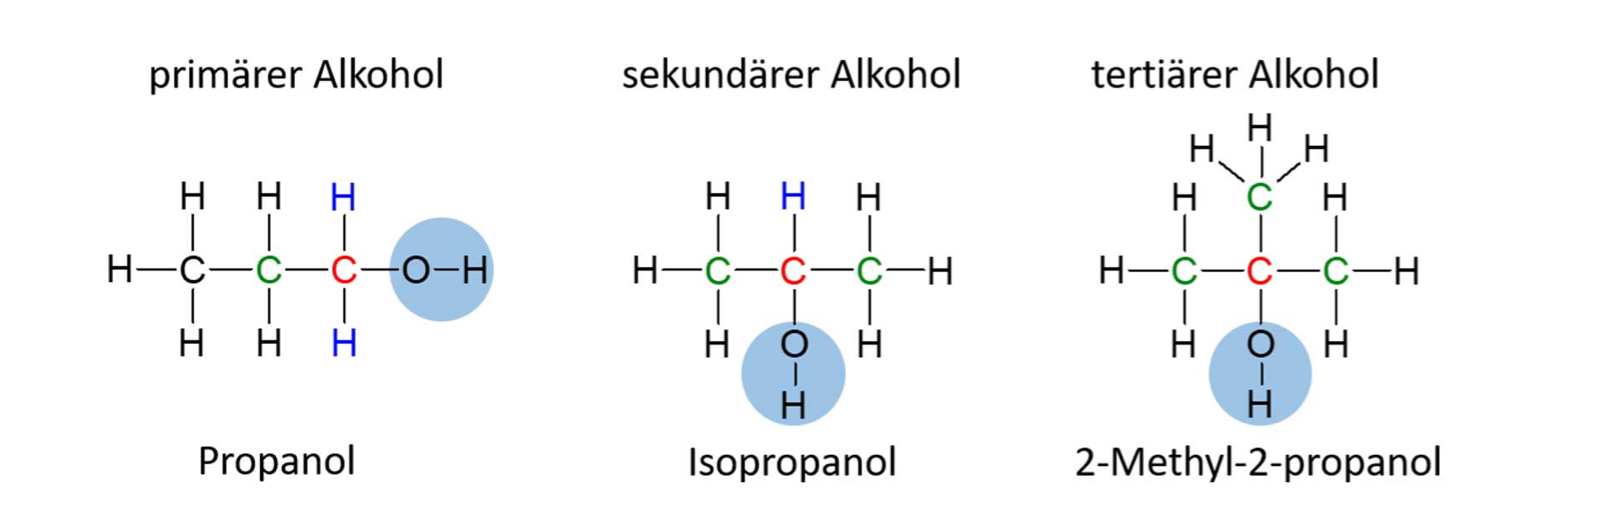 primärer Alkohol
sekundärer Alkohol
tertiärer Alkohol
H
H H H
H H H H H H H H
C
H C C C O H
H C C C H
H C C C H
H H H
H O H
H O H
H
H
Propanol
Isopropanol
2-Methyl-2-propanol